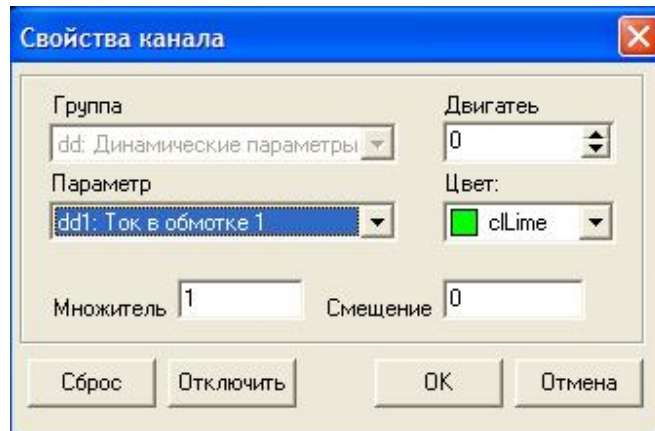 Свойства канала
Группа
Двигатеь
dd: Динамические параметры
0
Параметр
Цвет:
dd1: Ток в обмотке 1
clLime
Множитель 1
Смещение 0
Сброс
Отключить
OK
Отмена